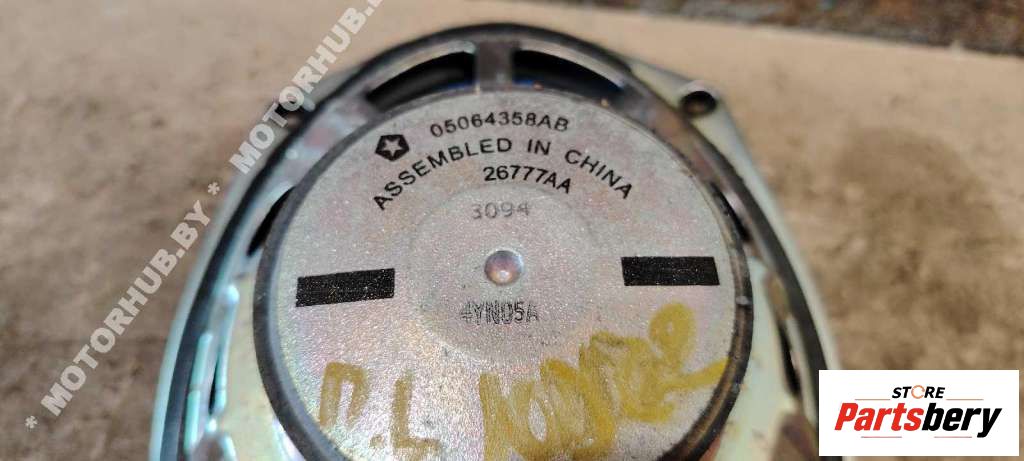 05064358AB
ASSEMBLED IN CHINA
26777AA
3094
4YN05A
* MOTORHUB.BY * MOTORHUB.BY
STORE
Partsbery